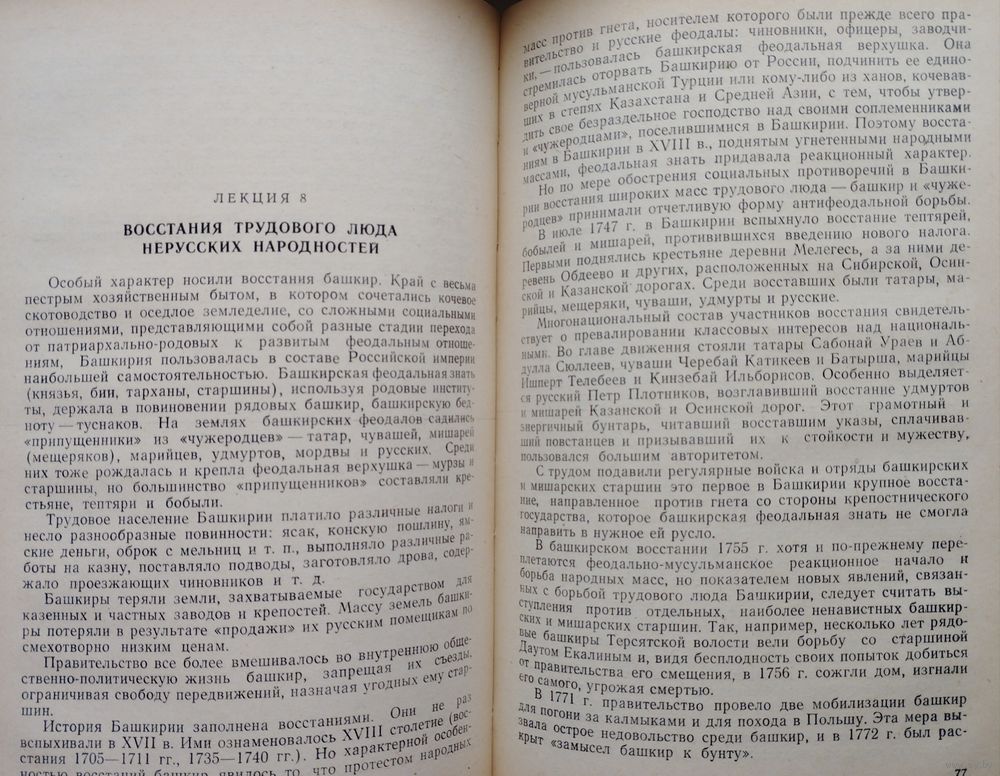 ЛЕКЦИЯ 8
ВОССТАНИЯ ТРУДОВОГО ЛЮДА
НЕРУССКИХ НАРОДНОСТЕЙ
Особый характер носили восстания башкир. Край с весьма
пестрым хозяйственным бытом, в котором сочетались кочевое
скотоводство и оседлое земледелие, со сложными социальными
отношениями, представляющими собой разные стадии перехода
от патриархально-родовых к развитым феодальным отноше-
ниям, Башкирия пользовалась в составе Российской империи
наибольшей самостоятельностью. Башкирская феодальная знать
(князья, бии, тарханы, старшины), используя родовые институ-
ты, держала в повиновении рядовых башкир, башкирскую бед-
ноту — туснаков. На землях башкирских феодалов садились
«припущенники» из «чужеродцев» — татар, чувашей, мишарей
(мещеряков), марийцев, удмуртов, мордвы и русских. Среди
них тоже рождалась и крепла феодальная верхушка — мурзы и
старшины, но большинство «припущенников» составляли кре-
стьяне, тептяри и бобыли.
Трудовое население Башкирии платило различные налоги и
несло разнообразные повинности: ясак, конскую пошлину, ям-
ские деньги, оброк с мельниц и т. п., выполняло различные ра-
боты на казну, поставляло подводы, заготовляло дрова, содер-
жало проезжающих чиновников и т. д.
Башкиры теряли земли, захватываемые государством для
казенных и частных заводов и крепостей. Массу земель башки-
ры потеряли в результате «продажи» их русским помещикам по
смехотворно низким ценам.
Правительство все более вмешивалось во внутреннюю обще-
ственно-политическую жизнь башкир, запрещая их съезды,
ограничивая свободу передвижений, назначая угодных ему стар-
шин.
История Башкирии заполнена восстаниями. Они не раз
вспыхивали в XVII в. Ими ознаменовалось XVIII столетие (вос-
стания 1705—1711 гг., 1735—1740 гг.). Но характерной особен-
ностью восстаний башкир явилось то, что протестом народных
масс против гнета, носителем которого были прежде всего пра-
вительство и русские феодалы: чиновники, офицеры, заводчи-
ки, — пользовалась башкирская феодальная верхушка. Она
стремилась оторвать Башкирию от России, подчинить ее едино-
верной мусульманской Турции или кому-либо из ханов, кочевав-
ших в степях Казахстана и Средней Азии, с тем, чтобы утвер-
дить свое безраздельное господство над своими соплеменниками
и «чужеродцами», поселившимися в Башкирии. Поэтому восста-
ниям в Башкирии в XVIII в., поднятым угнетенными народными
массами, феодальная знать придавала реакционный характер.
Но по мере обострения социальных противоречий в Башки-
рии восстания широких масс трудового люда — башкир и «чуже-
родцев» принимали отчетливую форму антифеодальной борьбы.
В июле 1747 г. в Башкирии вспыхнуло восстание тептярей,
бобылей и мишарей, противившихся введению нового налога.
Первыми поднялись крестьяне деревни Мелегесь, а за ними де-
ревень Обдеево и других, расположенных на Сибирской, Осин-
ской и Казанской дорогах. Среди восставших были татары, ма-
рийцы, мещеряки, чуваши, удмурты и русские.
Многонациональный состав участников восстания свидетель-
ствует о превалировании классовых интересов над националь-
ными. Во главе движения стояли татары Сабонай Ураев и Аб-
дулла Сюллеев, чуваши Черебай Катикеев и Батырша, марийцы
Ишперт Телебеев и Кинзебай Ильборисов. Особенно выделяет-
ся русский Петр Плотников, возглавивший восстание удмуртов
и мишарей Казанской и Осинской дорог. Этот грамотный и
энергичный бунтарь, читавший восставшим указы, сплачивав-
ший повстанцев и призывавший их к стойкости и мужеству,
пользовался большим авторитетом.
С трудом подавили регулярные войска и отряды башкирских
и мишарских старшин это первое в Башкирии крупное восста-
ние, направленное против гнета со стороны крепостнического
государства, которое башкирская феодальная знать не смогла
направить в нужное ей русло.
В башкирском восстании 1755 г. хотя и по-прежнему пере-
плетаются феодально-мусульманское реакционное начало и
борьба народных масс, но показателем новых явлений, связан-
ных с борьбой трудового люда Башкирии, следует считать вы-
ступления против отдельных, наиболее ненавистных башкир-
ских и мишарских старшин. Так, например, несколько лет рядо-
вые башкиры Терсятской волости вели борьбу со старшиной
Даутом Екалиным и, видя бесплодность своих попыток добиться
от правительства его смещения, в 1756 г. сожгли дом, изгнали
его самого, угрожая смертью.
В 1771 г. правительство провело две мобилизации башкир
для погони за калмыками и для похода в Польшу. Эта мера вы-
звала острое недовольство среди башкир, и в 1772 г. был рас-
крыт «замысел башкир к бунту».
77